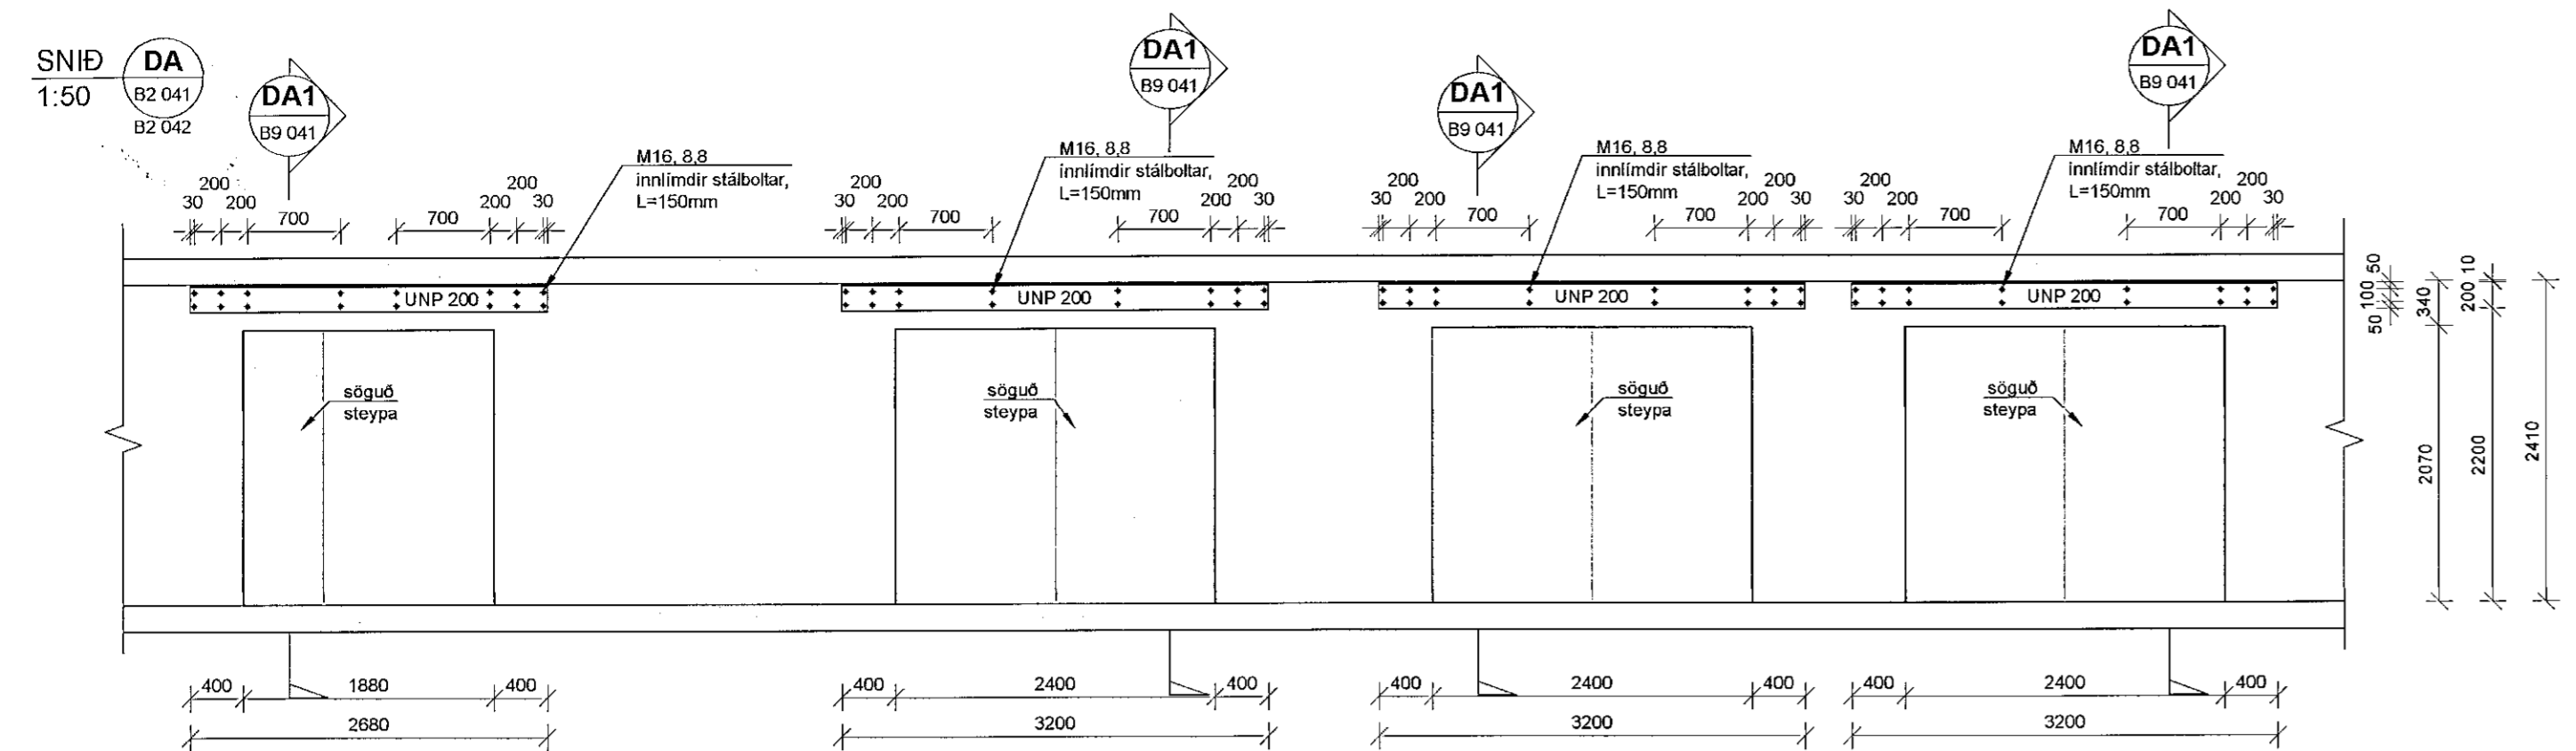 SNIÐ
1:50
DA
B2 041
B2 042
DA1
B9 041
DA1
B9 041
DA1
B9 041
DA1
B9 041
M16, 8,8
innlímdir stálboltar,
L=150mm
M16, 8,8
innlímdir stálboltar,
L=150mm
M16, 8,8
innlímdir stálboltar,
L=150mm
M16, 8,8
innlímdir stálboltar,
L=150mm
200 200
30 200 700 700 200 30
200 200
30 200 700 700 200 30
200 200
30 200 700 700 200 30
200 200
30 200 700 700 200 30
UNP 200
UNP 200
UNP 200
UNP 200
50
100
50
340
2070
10
200
2200
2410
söguð
steypa
söguð
steypa
söguð
steypa
söguð
steypa
400 1880 400
2680
400 2400 400
3200
400 2400 400
3200
400 2400 400
3200